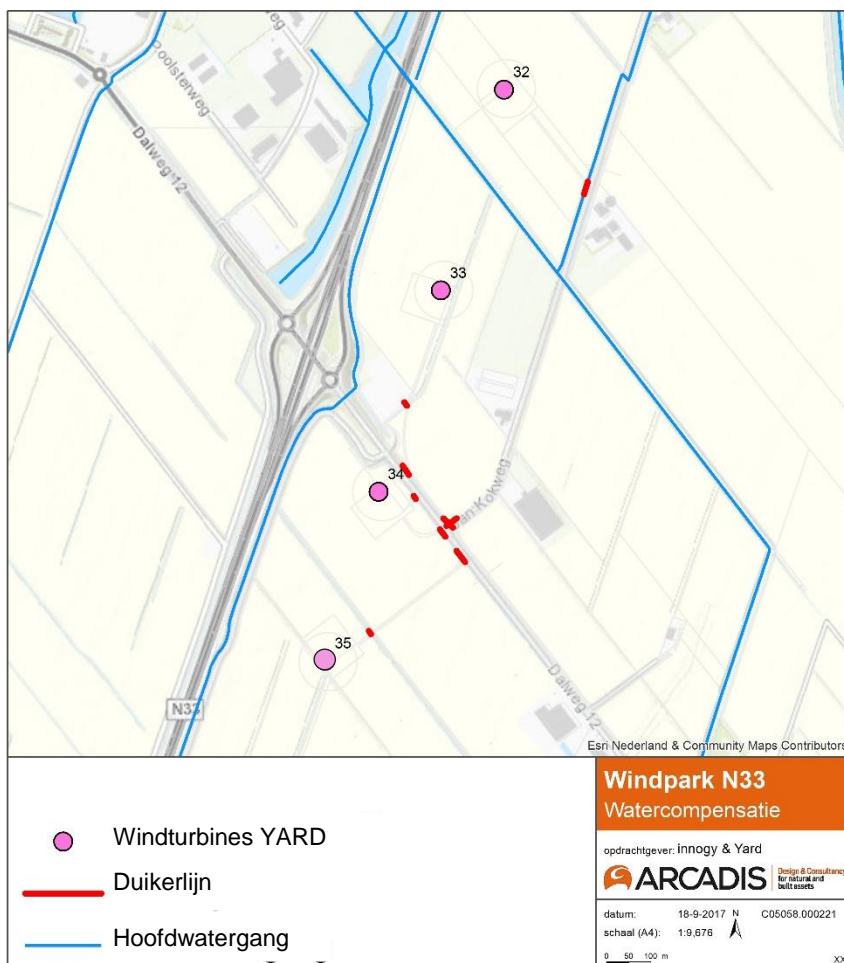 32
Poolsterweg
Dalweg 12
33
34
an Kokweg
35
N33
Dalweg 12
Esri Nederland & Community Maps Contributors
Windturbines YARD
Duikerlijn
Hoofdwatergang
Windpark N33
Watercompensatie
opdrachtgever: innogy & Yard
ARCADIS Design & Consultancy
for natural and
built assets
datum: 18-9-2017 N C05058.000221
schaal (A4): 1:9,676
0 50 100 m
XX